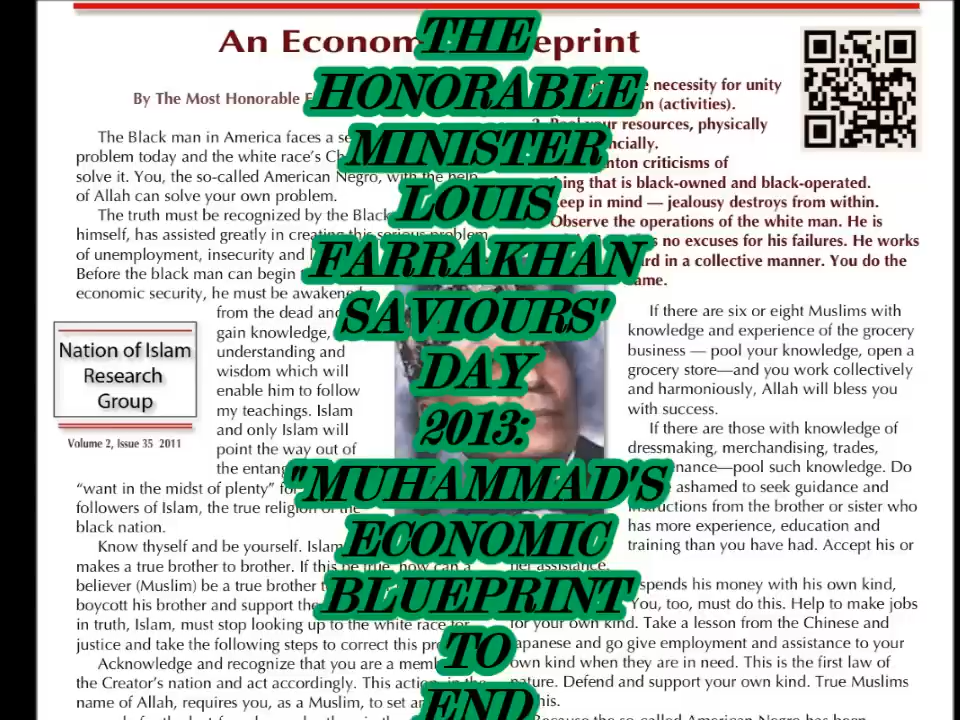 An Econom
eprint
By The Most Honorable
The Black man in America faces a
problem today and the white race's
solve it. You, the so-called American Negro, with the help
of Allah can solve your own problem.
The truth must be recognized by the Black
himself, has assisted greatly in creating this serious problem
of unemployment, insecurity and
Before the black man can begin
economic security, he must be awakened
from the dead and
gain knowledge,
understanding and
wisdom which will
enable him to follow
my teachings. Islam
and only Islam will
point the way out of
the
"want in the midst of plenty"
followers of Islam, the true religion of the
black nation.
Know thyself and be yourself. Islam
makes a true brother to brother. If this be true, how can a
believer (Muslim) be a true brother
boycott his brother and support the
in truth, Islam, must stop looking up to the white race for
justice and take the following steps to correct this
Acknowledge and recognize that you are a
the Creator's nation and act accordingly. This action, in the
name of Allah, requires you, as a Muslim, to set an
Nation of Islam
Research
Group
Volume 2, Issue 35 2011
THE
HONORABLE
MINISTER
LOUIS
FARRAKHAN
SAVIOURS'
DAY
2013:
"MUHAMMAD'S
ECONOMIC
BLUEPRINT
TO
END
necessity for unity
(activities).
your resources, physically
criticisms of
that is black-owned and black-operated.
keep in mind — jealousy destroys from within.
Observe the operations of the white man. He is
no excuses for his failures. He works
in a collective manner. You do the
same.
If there are six or eight Muslims with
knowledge and experience of the grocery
business — pool your knowledge, open a
grocery store—and you work collectively
and harmoniously, Allah will bless you
with success.
If there are those with knowledge of
dressmaking, merchandising, trades,
pool such knowledge. Do
ashamed to seek guidance and
instructions from the brother or sister who
has more experience, education and
training than you have had. Accept his or
her assistance.
spends his money with his own kind,
You, too, must do this. Help to make jobs
for your own kind. Take a lesson from the Chinese and
Japanese and go give employment and assistance to your
own kind when they are in need. This is the first law of
nature. Defend and support your own kind. True Muslims
this.